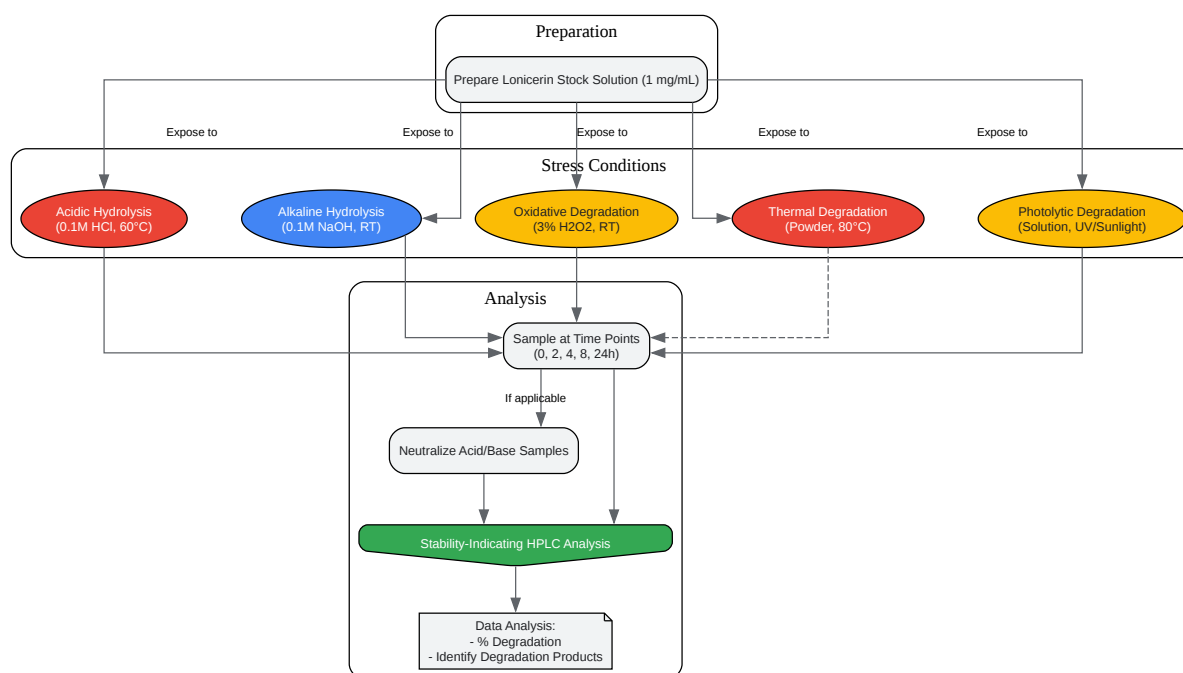 Preparation
Prepare Lonicerin Stock Solution (1 mg/mL)
Expose to
Expose to
Expose to
Expose to
Expose to
Stress Conditions
Acidic Hydrolysis
(0.1M HCl, 60°C)
Alkaline Hydrolysis
(0.1M NaOH, RT)
Oxidative Degradation
(3% H2O2, RT)
Thermal Degradation
(Powder, 80°C)
Photolytic Degradation
(Solution, UV/Sunlight)
Analysis
Sample at Time Points
(0, 2, 4, 8, 24h)
If applicable
Neutralize Acid/Base Samples
Stability-Indicating HPLC Analysis
Data Analysis:
- % Degradation
- Identify Degradation Products